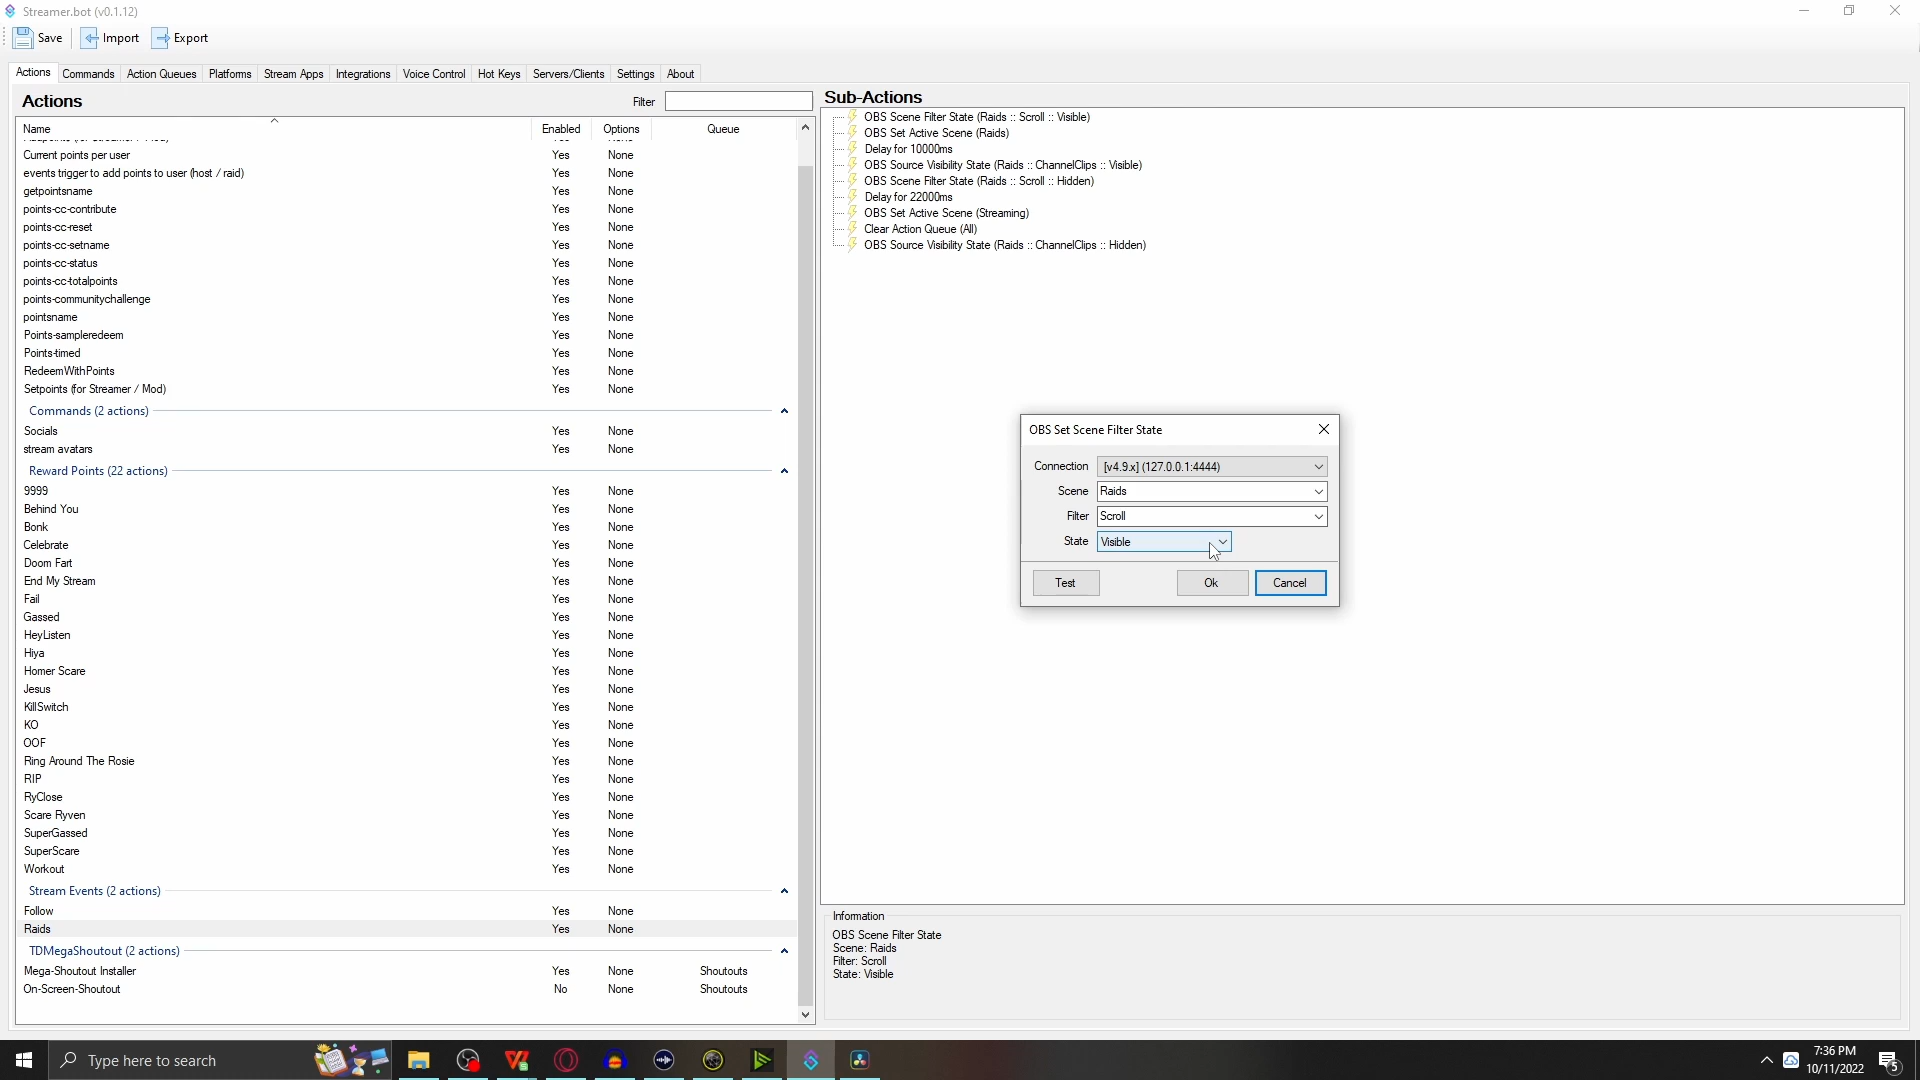 Streamer.bot (v0.1.12)
Save Import Export
Actions Commands Action Queues Platforms Stream Apps Integrations Voice Control Hot Keys Servers/Clients Settings About
Actions
Filter
Name Enabled Options Queue
Current points per user Yes None
events trigger to add points to user (host / raid) Yes None
getpointsname Yes None
points-cc-contribute Yes None
points-cc-reset Yes None
points-cc-setname Yes None
points-cc-status Yes None
points-cc-totalpoints Yes None
points-communitychallenge Yes None
pointsname Yes None
Points-sampleredeem Yes None
Points-timed Yes None
RedeemWithPoints Yes None
Setpoints (for Streamer / Mod) Yes None
Commands (2 actions)
Socials Yes None
stream avatars Yes None
Reward Points (22 actions)
9999 Yes None
Behind You Yes None
Bonk Yes None
Celebrate Yes None
Doom Fart Yes None
End My Stream Yes None
Fail Yes None
Gassed Yes None
HeyListen Yes None
Hiya Yes None
Homer Scare Yes None
Jesus Yes None
KillSwitch Yes None
KO Yes None
OOF Yes None
Ring Around The Rosie Yes None
RIP Yes None
RyClose Yes None
Scare Ryven Yes None
SuperGassed Yes None
SuperScare Yes None
Workout Yes None
Stream Events (2 actions)
Follow Yes None
Raids Yes None
TDMegaShoutout (2 actions)
Mega-Shoutout Installer Yes None Shoutouts
On-Screen-Shoutout No None Shoutouts
Sub-Actions
OBS Scene Filter State (Raids :: Scroll :: Visible)
OBS Set Active Scene (Raids)
Delay for 10000ms
OBS Source Visibility State (Raids :: ChannelClips :: Visible)
OBS Scene Filter State (Raids :: Scroll :: Hidden)
Delay for 22000ms
OBS Set Active Scene (Streaming)
Clear Action Queue (All)
OBS Source Visibility State (Raids :: ChannelClips :: Hidden)
OBS Set Scene Filter State
Connection [v4.9.x] (127.0.0.1:4444)
Scene Raids
Filter Scroll
State Visible
Test Ok Cancel
Information
OBS Scene Filter State
Scene: Raids
Filter: Scroll
State: Visible
Type here to search
7:36 PM
10/11/2022
5